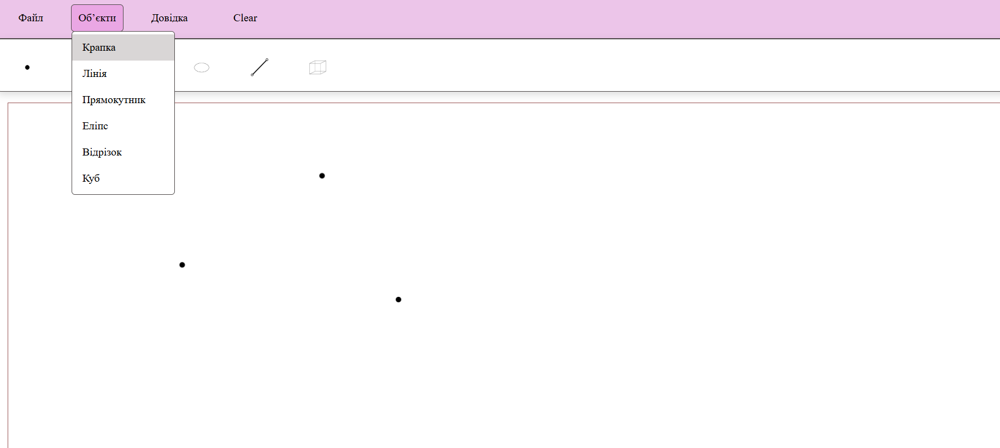 Файл Об’єкти Довідка Clear
Крапка
Лінія
Прямокутник
Еліпс
Відрізок
Куб